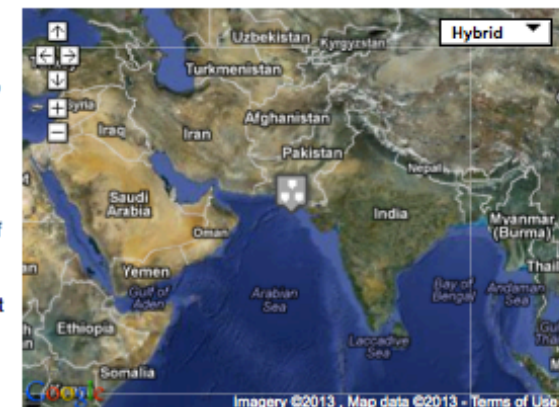 Hybrid
Uzbekistan
Kyrgyzstan
Turkmenistan
Syria
Iraq
Iran
Afghanistan
Pakistan
Nepal
Saudi
Arabia
Oman
India
Myanmar
(Burma)
Yemen
Gulf of
Aden
Arabian
Sea
Bay of
Bengal
Andaman
Sea
Thail
Ethiopia
Laccadive
Sea
Somalia
Google
Imagery ©2013 , Map data ©2013 - Terms of Use